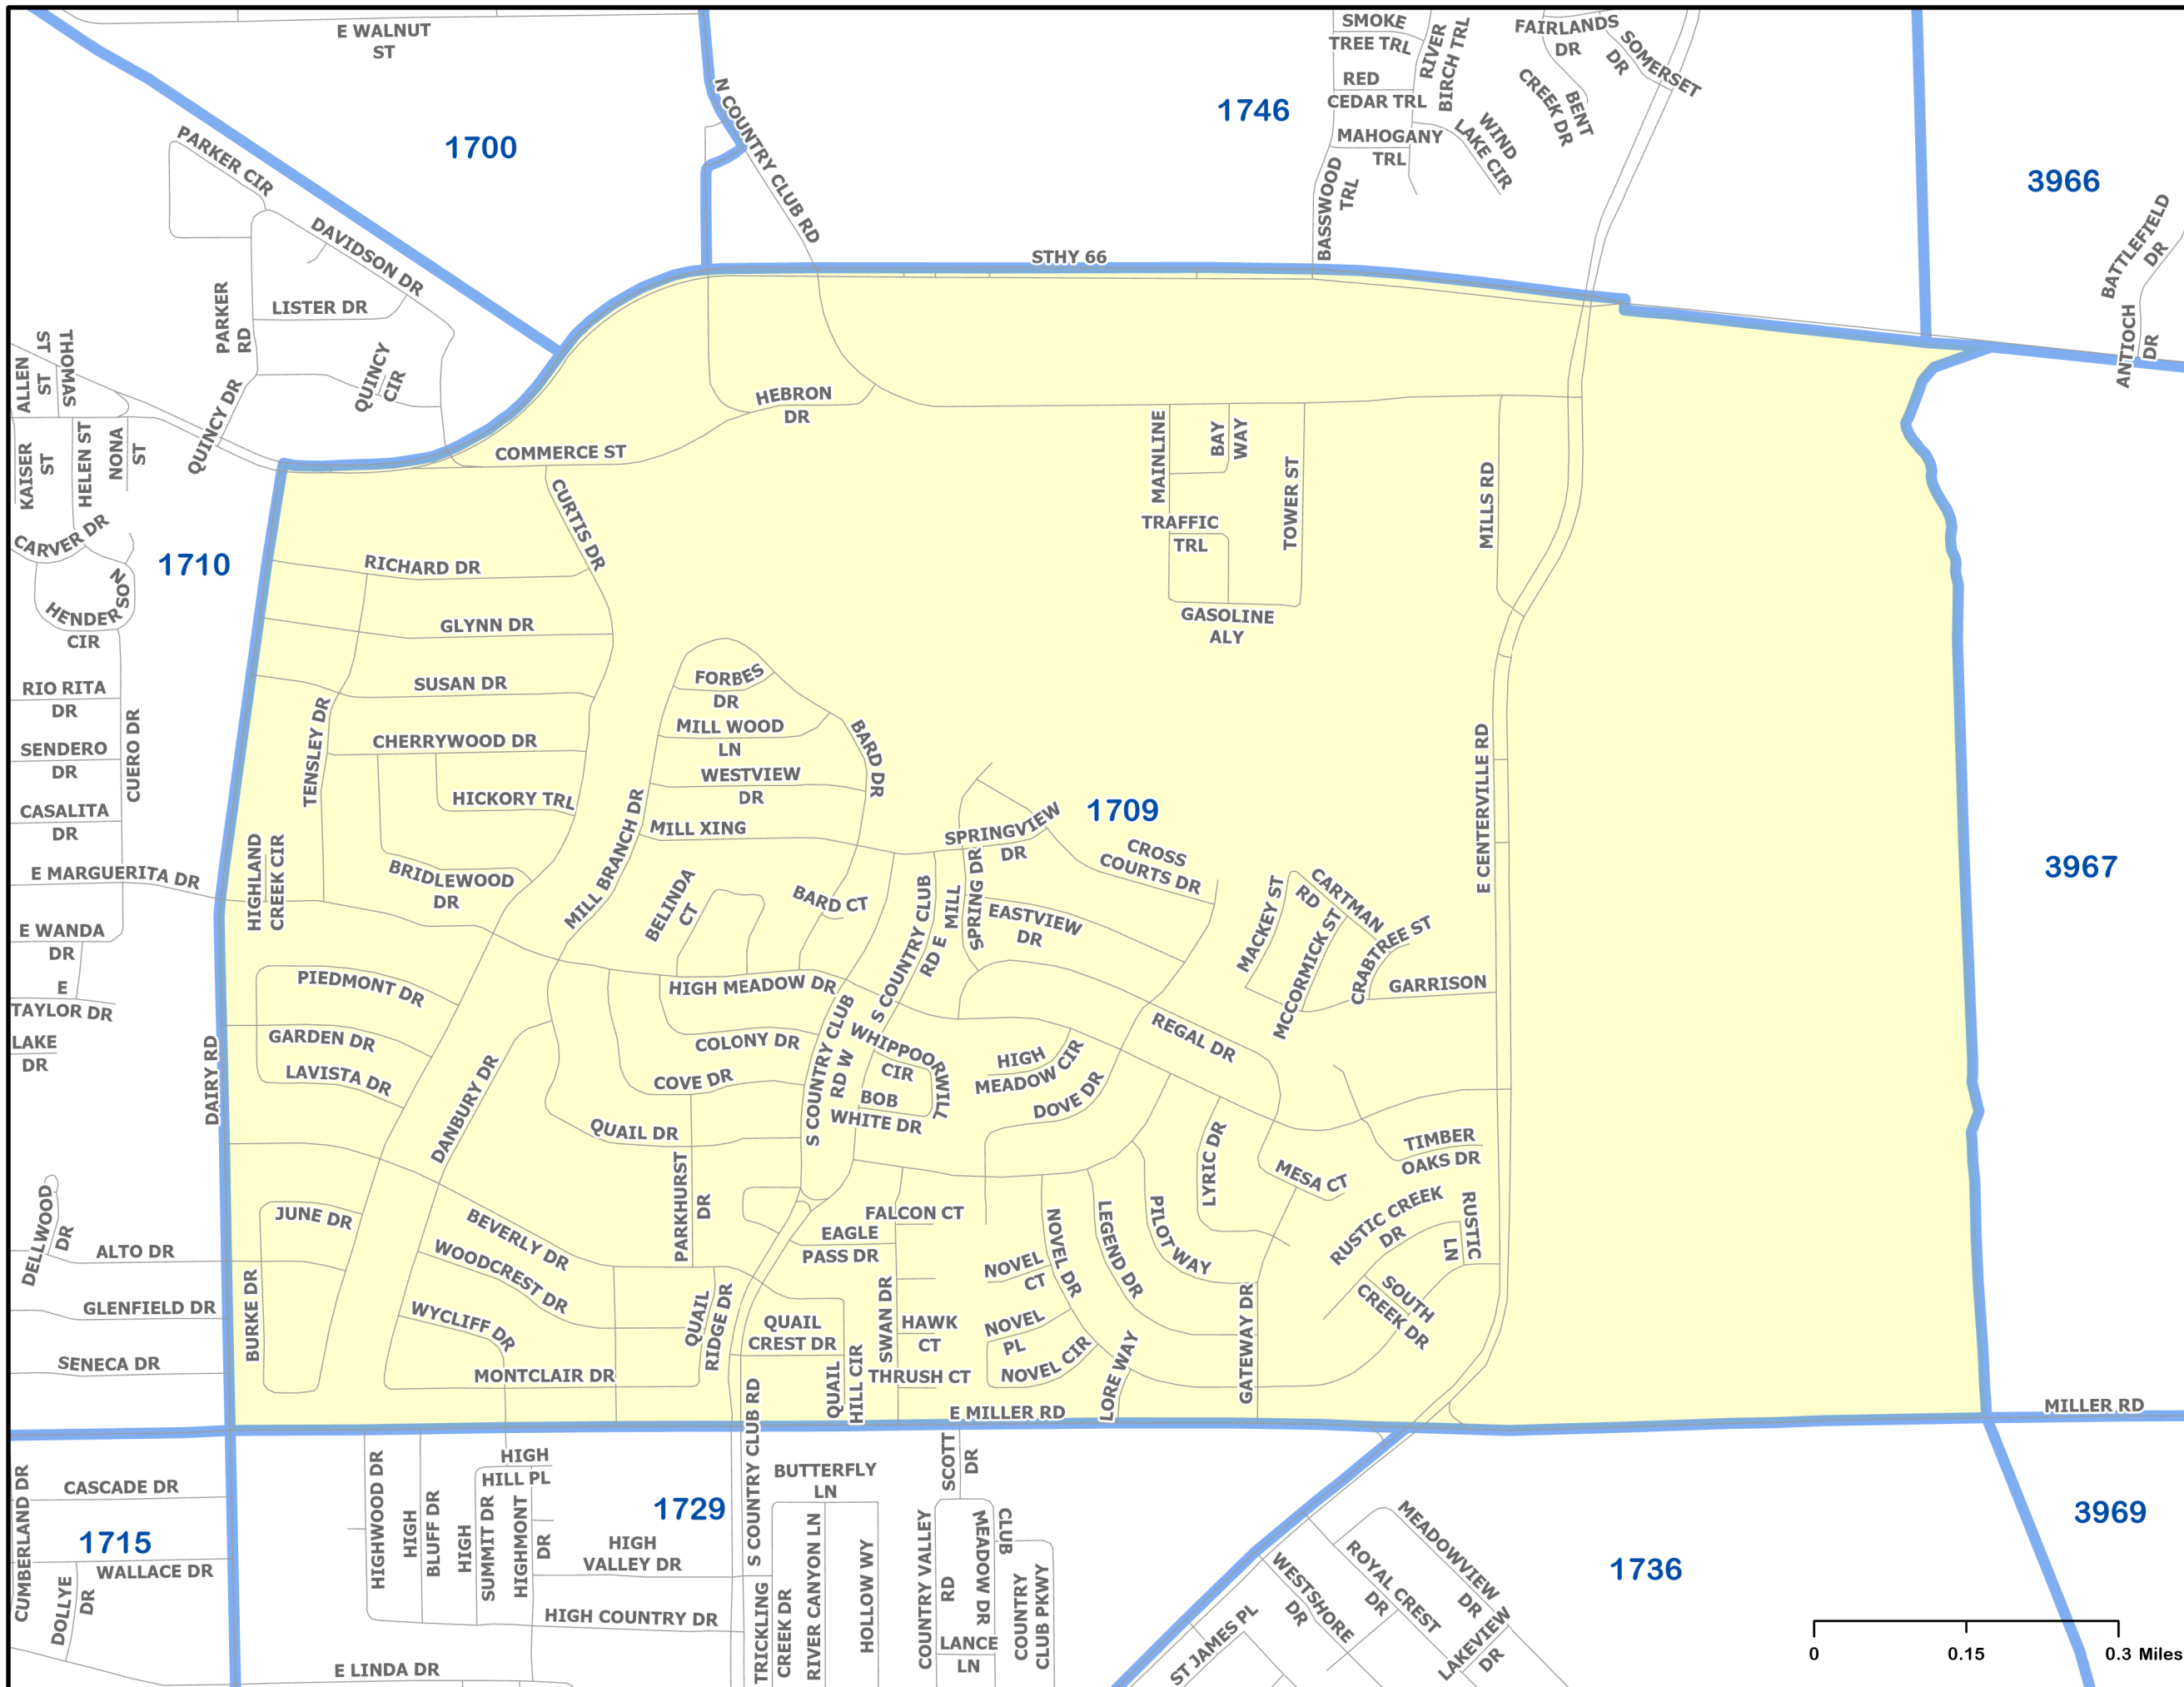 E WALNUT
ST
SMOKE
TREE TRL
RIVER
BIRCH TRL
FAIRLANDS
DR
SOMERSET
DR
RED
CEDAR TRL
BENT
CREEK DR
WIND
LAKE CIR
MAHOGANY
TRL
BASSWOOD
TRL
N COUNTRY CLUB RD
1700
1746
3966
PARKER CIR
DAVIDSON DR
BATTLEFIELD
DR
ANTIOCH
DR
STHY 66
PARKER
RD
LISTER DR
QUINCY
CIR
QUINCY DR
THOMAS
ST
ALLEN
ST
KAISER
ST
HELEN ST
NONA
ST
CARVER DR
HENDERSON
CIR
1710
HEBRON
DR
COMMERCE ST
CURTIS DR
MAINLINE
BAY
WAY
TOWER ST
TRAFFIC
TRL
GASOLINE
ALY
MILLS RD
RICHARD DR
GLYNN DR
SUSAN DR
FORBES
DR
MILL WOOD
LN
RIO RITA
DR
SENDERO
DR
CUERO DR
CASALITA
DR
TENSLEY DR
CHERRYWOOD DR
HICKORY TRL
WESTVIEW
DR
BARD DR
MILL XING
MILL BRANCH DR
SPRINGVIEW
DR
1709
E CENTERVILLE RD
3967
CROSS
COURTS DR
HIGHLAND
CREEK CIR
BRIDLEWOOD
DR
BELINDA
CT
BARD CT
S COUNTRY CLUB
RD E
MILL
SPRING DR
EASTVIEW
DR
MACKEY ST
CARTMAN
RD
MCCORMICK ST
CRABTREE ST
GARRISON
E MARGUERITA DR
E WANDA
DR
E
TAYLOR DR
LAKE
DR
DAIRY RD
PIEDMONT DR
GARDEN DR
LAVISTA DR
DANBURY DR
HIGH MEADOW DR
COLONY DR
COVE DR
QUAIL DR
S COUNTRY CLUB
RD W
WHIPPOORWILL
CIR
BOB
WHITE DR
HIGH
MEADOW CIR
DOVE DR
REGAL DR
TIMBER
OAKS DR
LYRIC DR
MESA CT
RUSTIC CREEK
DR
RUSTIC
LN
DELLWOOD
DR
ALTO DR
GLENFIELD DR
SENECA DR
JUNE DR
BURKE DR
BEVERLY DR
WOODCREST DR
WYCLIFF DR
MONTCLAIR DR
PARKHURST
DR
QUAIL
RIDGE DR
FALCON CT
EAGLE
PASS DR
SWAN DR
QUAIL
CREST DR
QUAIL
HILL CIR
HAWK
CT
THRUSH CT
NOVEL
CT
NOVEL DR
NOVEL
PL
NOVEL CIR
LEGEND DR
PILOT WAY
LORE WAY
GATEWAY DR
SOUTH
CREEK DR
E MILLER RD
MILLER RD
CUMBERLAND DR
CASCADE DR
1715
WALLACE DR
DOLLYE
DR
HIGHWOOD DR
HIGH
BLUFF DR
HIGH
HILL PL
HIGH
SUMMIT DR
HIGHMONT
DR
HIGH
VALLEY DR
HIGH COUNTRY DR
E LINDA DR
1729
S COUNTRY CLUB RD
BUTTERFLY
LN
TRICKLING
CREEK DR
RIVER CANYON LN
HOLLOW WY
SCOTT
DR
COUNTRY VALLEY
RD
CLUB
MEADOW DR
COUNTRY
CLUB PKWY
LANCE
LN
ST JAMES PL
WESTSHORE
DR
ROYAL CREST
DR
MEADOWVIEW
DR
LAKEVIEW
DR
1736
3969
0
0.15
0.3 Miles